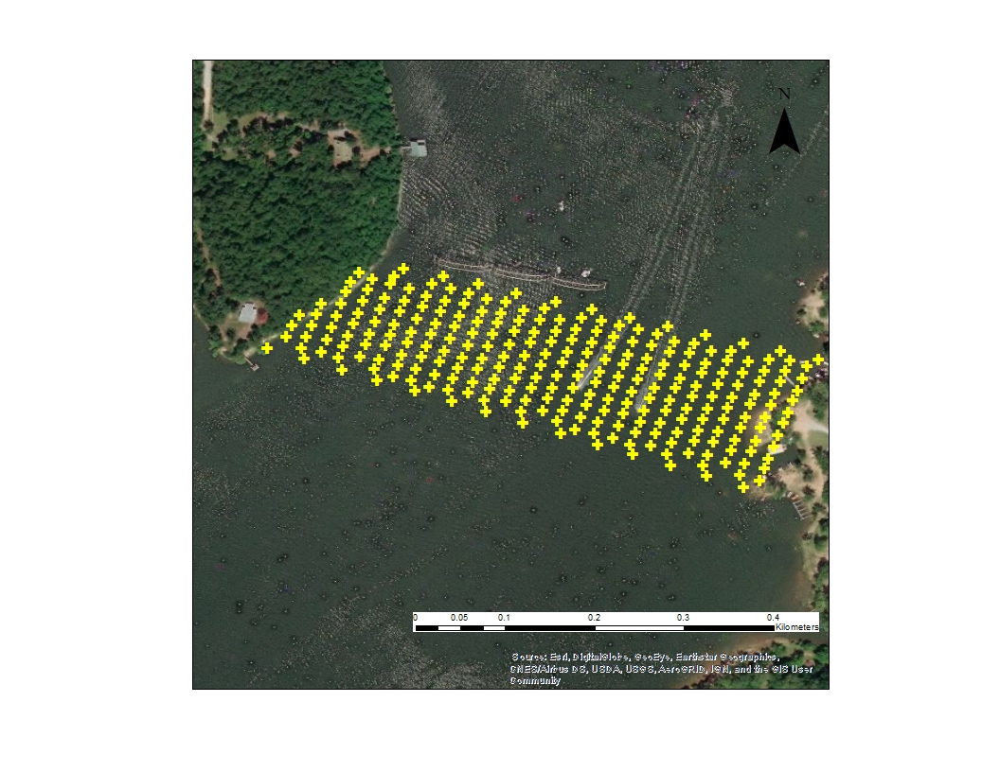 N
0 0.05 0.1 0.2 0.3 0.4
Kilometers
Source: Esri, DigitalGlobe, GeoEye, Earthstar Geographics,
CNES/Airbus DS, USDA, USGS, AeroGRID, IGN, and the GIS User
Community